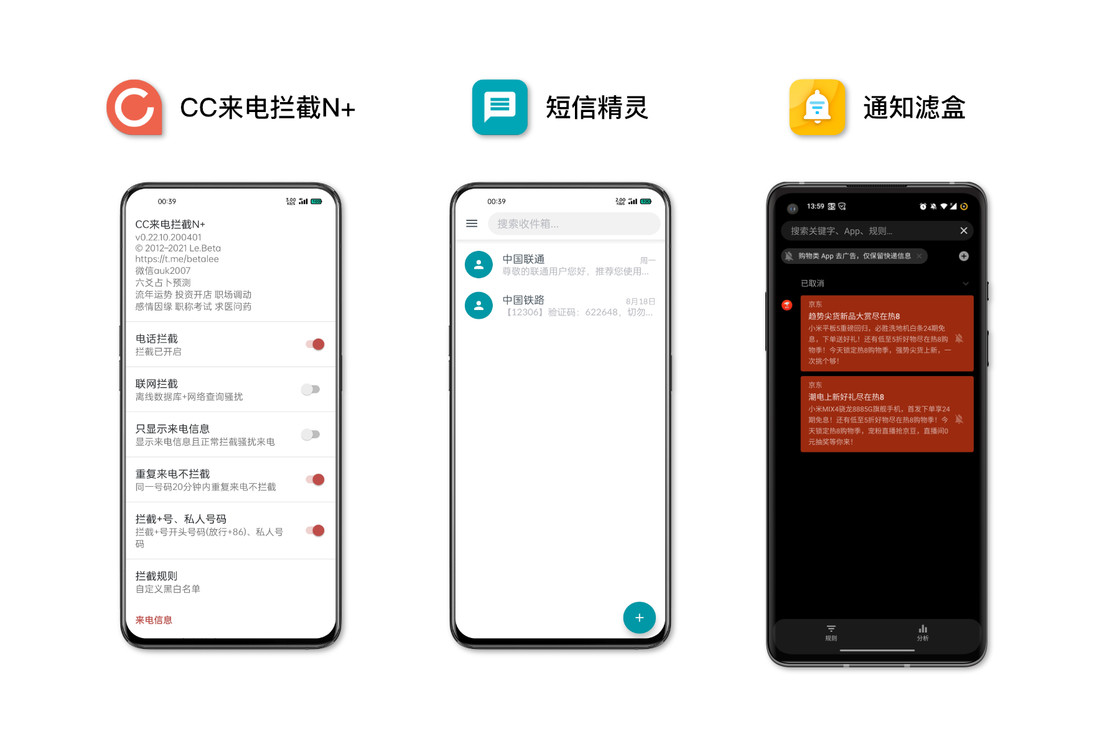 CC来电拦截N+
短信精灵
通知滤盒
00:39
CC来电拦截N+
v0.22.10.200401
© 2012-2021 Le.Beta
https://t.me/betalee
微信auk2007
六爻占卜预测
流年运势 投资开店 职场调动
感情因缘 职称考试 求医问药
电话拦截
拦截已开启
联网拦截
离线数据库+网络查询骚扰
只显示来电信息
显示来电信息且正常拦截骚扰来电
重复来电不拦截
同一号码20分钟内重复来电不拦截
拦截+号、私人号码
拦截+号开头号码(放行+86)、私人号
码
拦截规则
自定义黑白名单
来电信息
00:39
搜索收件箱...
中国联通
周一
尊敬的联通用户您好，推荐您使用...
中国铁路
8月18日
【12306】验证码：622648，切勿...
13:59
搜索关键字、App、规则...
购物类 App 去广告，仅保留快递信息
已取消
京东
趋势尖货新品大赏尽在热8
小米平板5重磅回归，必胜洗地机白条24期免
息，下单送好礼！还有低至5折好物尽在热8购
物季！今天锁定热8购物季，强势尖货上新，一
次挑个够！
京东
潮电上新好礼尽在热8
小米MIX4骁龙8885G旗舰手机，首发下单享24
期免息！还有低至5折好物尽在热8购物季！今
天锁定热8购物季，宠粉直播抢京豆，直播间0
元抽奖等你来！
规则
分析